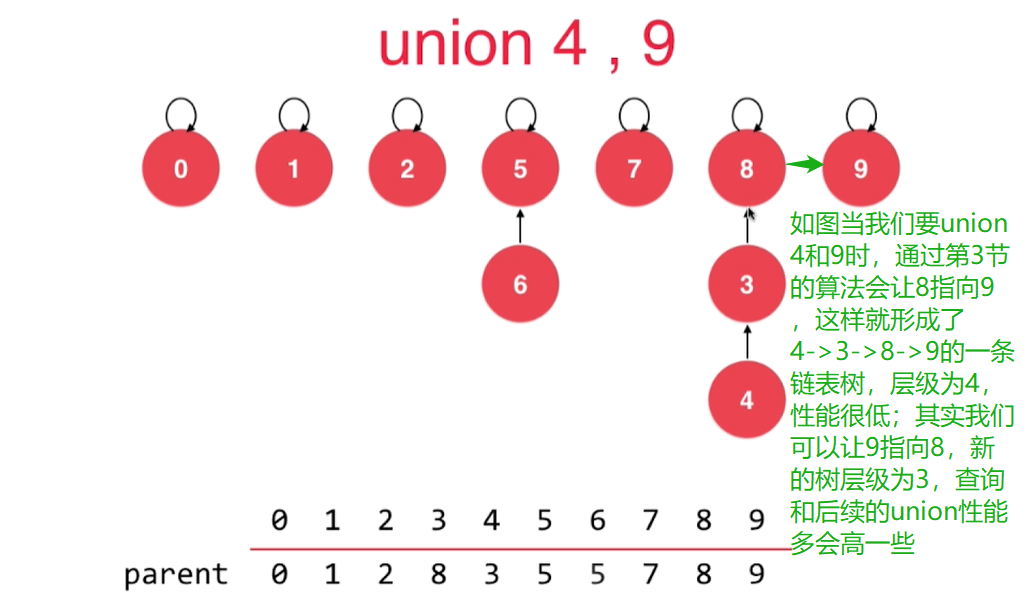 union 4 , 9
0 1 2 5 7 8 9
6 3
4
如图当我们要union
4和9时，通过第3节
的算法会让8指向9
，这样就形成了
4->3->8->9的一条
链表树，层级为4，
性能很低；其实我们
可以让9指向8，新
的树层级为3，查询
和后续的union性能
多会高一些
0 1 2 3 4 5 6 7 8 9
parent 0 1 2 8 3 5 5 7 8 9